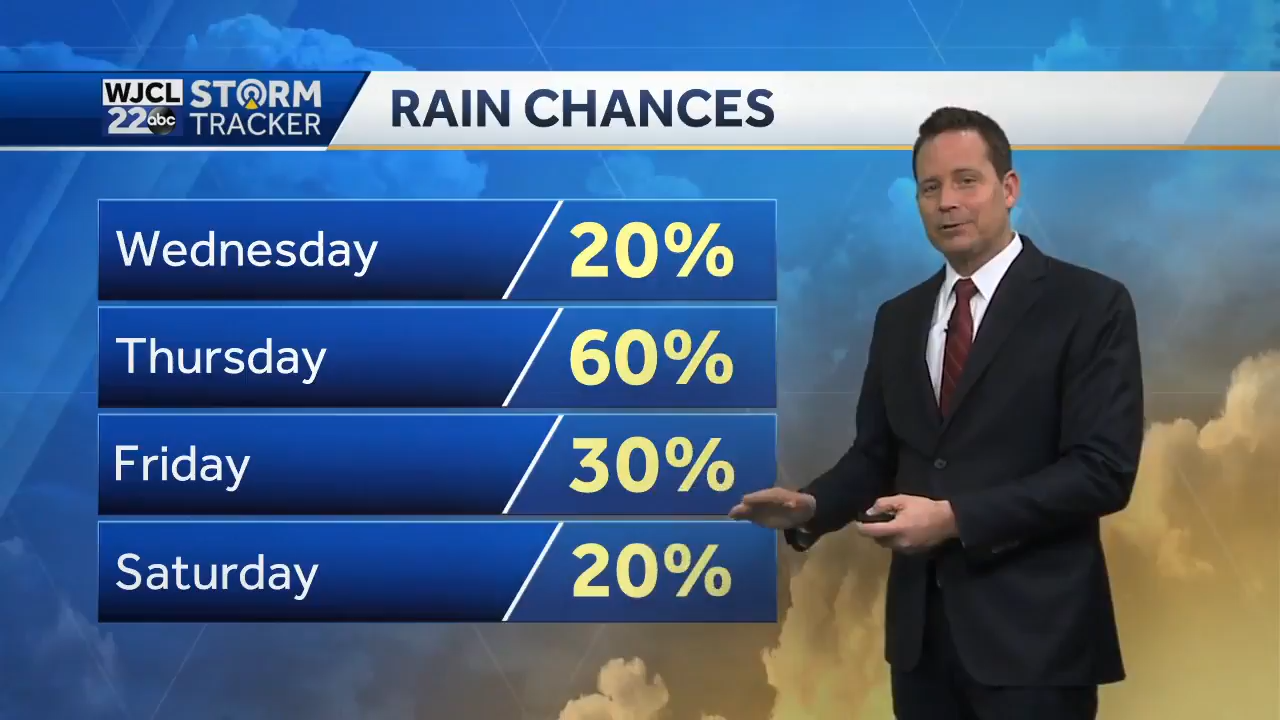 WJCL
22 abc
STORM
TRACKER
RAIN CHANCES
Wednesday 20%
Thursday 60%
Friday 30%
Saturday 20%